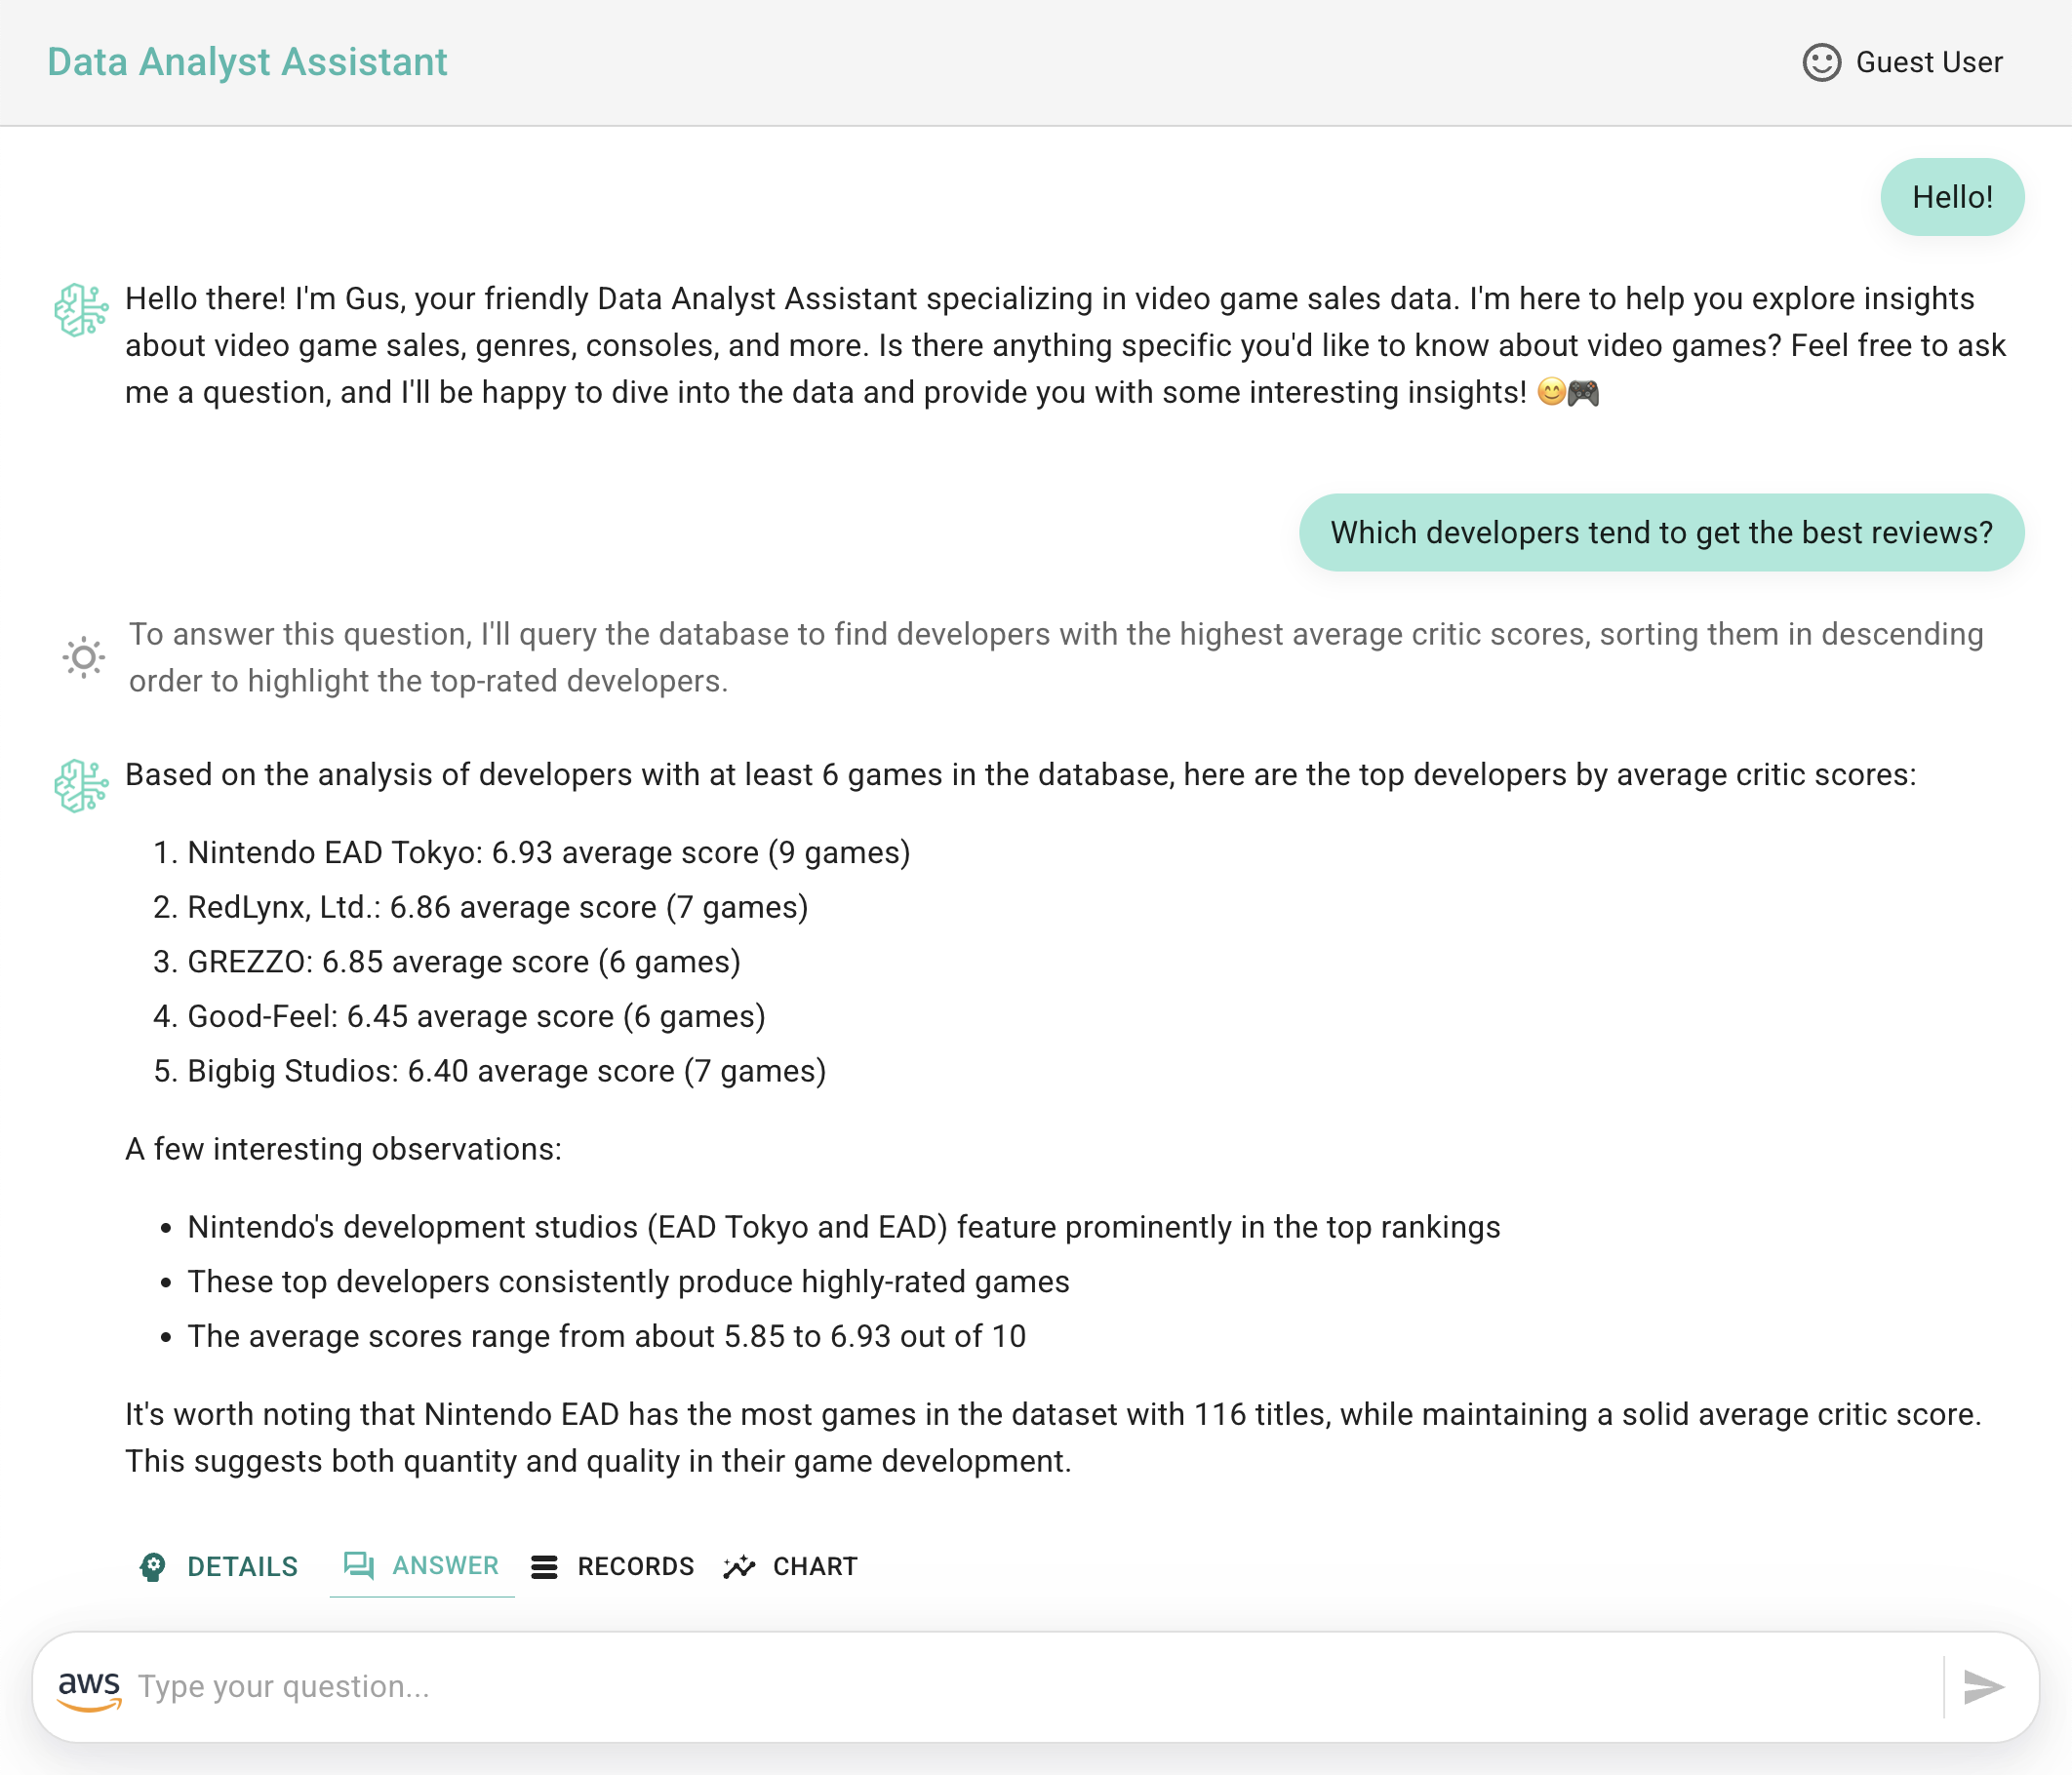 Data Analyst Assistant
Guest User
Hello!
Hello there! I'm Gus, your friendly Data Analyst Assistant specializing in video game sales data. I'm here to help you explore insights
about video game sales, genres, consoles, and more. Is there anything specific you'd like to know about video games? Feel free to ask
me a question, and I'll be happy to dive into the data and provide you with some interesting insights! 😊🎮
Which developers tend to get the best reviews?
To answer this question, I'll query the database to find developers with the highest average critic scores, sorting them in descending
order to highlight the top-rated developers.
Based on the analysis of developers with at least 6 games in the database, here are the top developers by average critic scores:
1. Nintendo EAD Tokyo: 6.93 average score (9 games)
2. RedLynx, Ltd.: 6.86 average score (7 games)
3. GREZZO: 6.85 average score (6 games)
4. Good-Feel: 6.45 average score (6 games)
5. Bigbig Studios: 6.40 average score (7 games)
A few interesting observations:
• Nintendo's development studios (EAD Tokyo and EAD) feature prominently in the top rankings
• These top developers consistently produce highly-rated games
• The average scores range from about 5.85 to 6.93 out of 10
It's worth noting that Nintendo EAD has the most games in the dataset with 116 titles, while maintaining a solid average critic score.
This suggests both quantity and quality in their game development.
DETAILS ANSWER RECORDS CHART
aws Type your question...